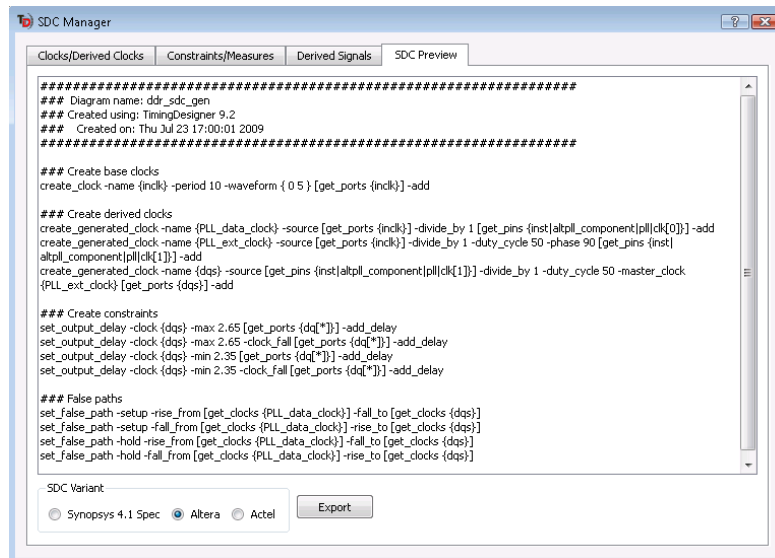 TD SDC Manager
Clocks/Derived Clocks Constraints/Measures Derived Signals SDC Preview
##################################################################
### Diagram name: ddr_sdc_gen
### Created using: TimingDesigner 9.2
### Created on: Thu Jul 23 17:00:01 2009
##################################################################
### Create base clocks
create_clock -name {inclk} -period 10 -waveform { 0 5 } [get_ports {inclk}] -add
### Create derived clocks
create_generated_clock -name {PLL_data_clock} -source [get_ports {inclk}] -divide_by 1 [get_pins {inst|altpll_component|pll|clk[0]}] -add
create_generated_clock -name {PLL_ext_clock} -source [get_ports {inclk}] -divide_by 1 -duty_cycle 50 -phase 90 [get_pins {inst|
altpll_component|pll|clk[1]}] -add
create_generated_clock -name {dqs} -source [get_pins {inst|altpll_component|pll|clk[1]}] -divide_by 1 -duty_cycle 50 -master_clock
{PLL_ext_clock} [get_ports {dqs}] -add
### Create constraints
set_output_delay -clock {dqs} -max 2.65 [get_ports {dq[*]}] -add_delay
set_output_delay -clock {dqs} -max 2.65 -clock_fall [get_ports {dq[*]}] -add_delay
set_output_delay -clock {dqs} -min 2.35 [get_ports {dq[*]}] -add_delay
set_output_delay -clock {dqs} -min 2.35 -clock_fall [get_ports {dq[*]}] -add_delay
### False paths
set_false_path -setup -rise_from [get_clocks {PLL_data_clock}] -fall_to [get_clocks {dqs}]
set_false_path -setup -fall_from [get_clocks {PLL_data_clock}] -rise_to [get_clocks {dqs}]
set_false_path -hold -rise_from [get_clocks {PLL_data_clock}] -fall_to [get_clocks {dqs}]
set_false_path -hold -fall_from [get_clocks {PLL_data_clock}] -rise_to [get_clocks {dqs}]
SDC Variant
Synopsys 4.1 Spec Altera Actel Export